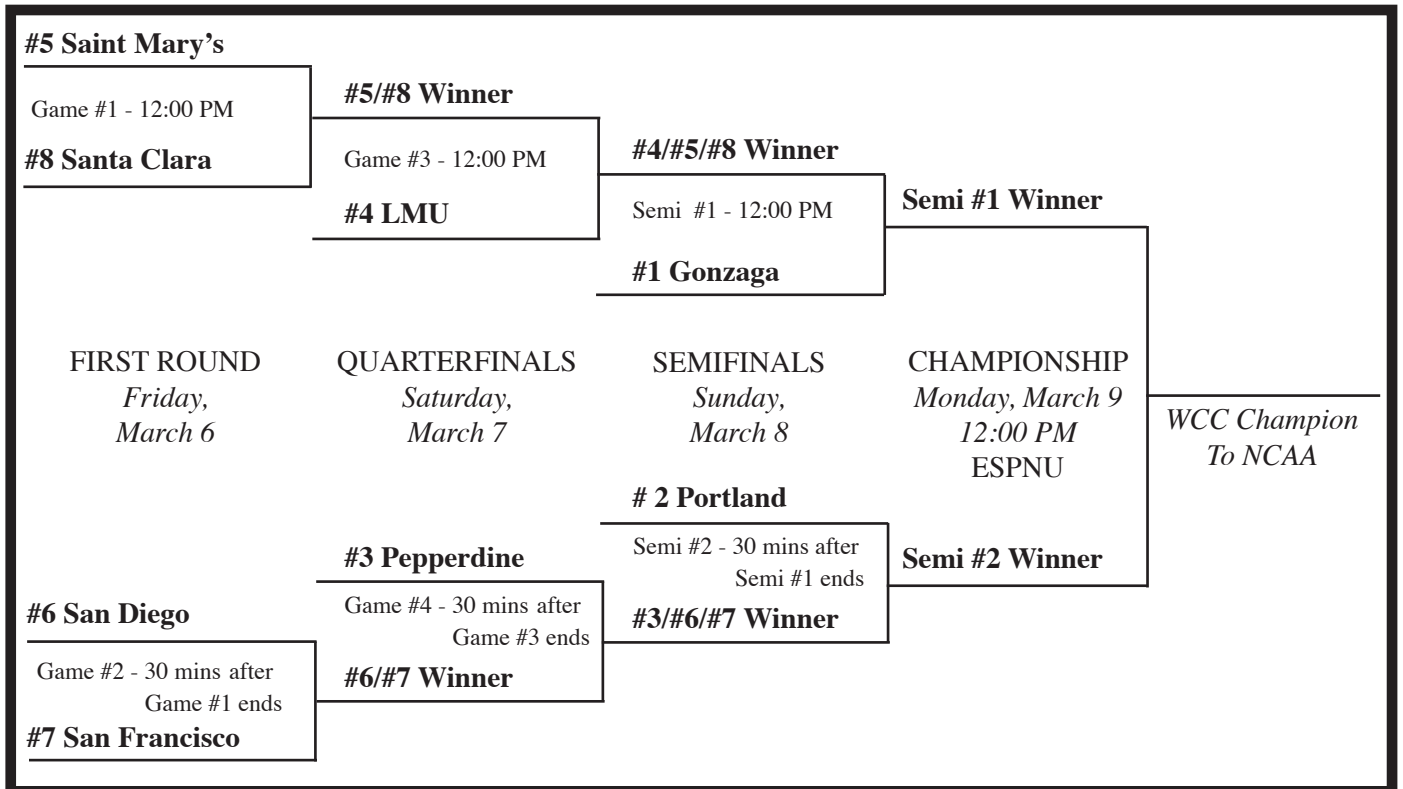 #5 Saint Mary’s
Game #1 - 12:00 PM
#8 Santa Clara
#5/#8 Winner
Game #3 - 12:00 PM
#4 LMU
#4/#5/#8 Winner
Semi #1 - 12:00 PM
#1 Gonzaga
Semi #1 Winner
FIRST ROUND
Friday,
March 6
QUARTERFINALS
Saturday,
March 7
SEMIFINALS
Sunday,
March 8
CHAMPIONSHIP
Monday, March 9
12:00 PM
ESPNU
WCC Champion
To NCAA
#6 San Diego
Game #2 - 30 mins after
Game #1 ends
#7 San Francisco
#3 Pepperdine
Game #4 - 30 mins after
Game #3 ends
#6/#7 Winner
# 2 Portland
Semi #2 - 30 mins after
Semi #1 ends
#3/#6/#7 Winner
Semi #2 Winner